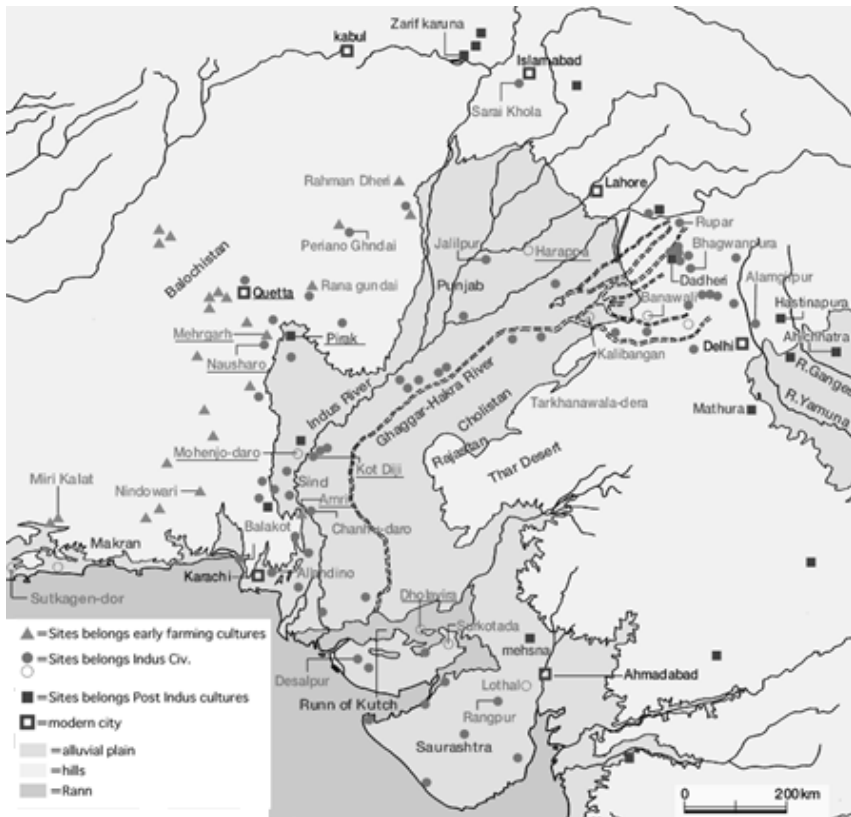 Zarif karuna
kabul
Islamabad
Sarai Khola
Rahman Dheri
Lahore
Periano Ghndai
Jalilpur
Harappa
Rupar
Bhagwanpura
Balochistan
Rana gundai
Punjab
Dadheri
Alamgirpur
Quetta
Banawali
Hastinapura
Mehrgarh
Pirak
Nausharo
Kalibangan
Delhi
Ahichhatra
R.Ganges
R.Yamuna
Indus River
Ghaggar-Hakra River
Cholistan
Tarkhanawala-dera
Mathura
Rajastan
Thar Desert
Mohenjo-daro
Kot Diji
Miri Kalat
Nindowari
Sind
Amri
Balakot
Chanhu-daro
Makran
Karachi
Allahdino
Sutkagen-dor
Dholavira
Surkotada
mehsna
Desalpur
Runn of Kutch
Lothal
Ahmadabad
Rangpur
Saurashtra
=Sites belongs early farming cultures
=Sites belongs Indus Civ.
=Sites belongs Post Indus cultures
=modern city
=alluvial plain
=hills
=Rann
0 200km